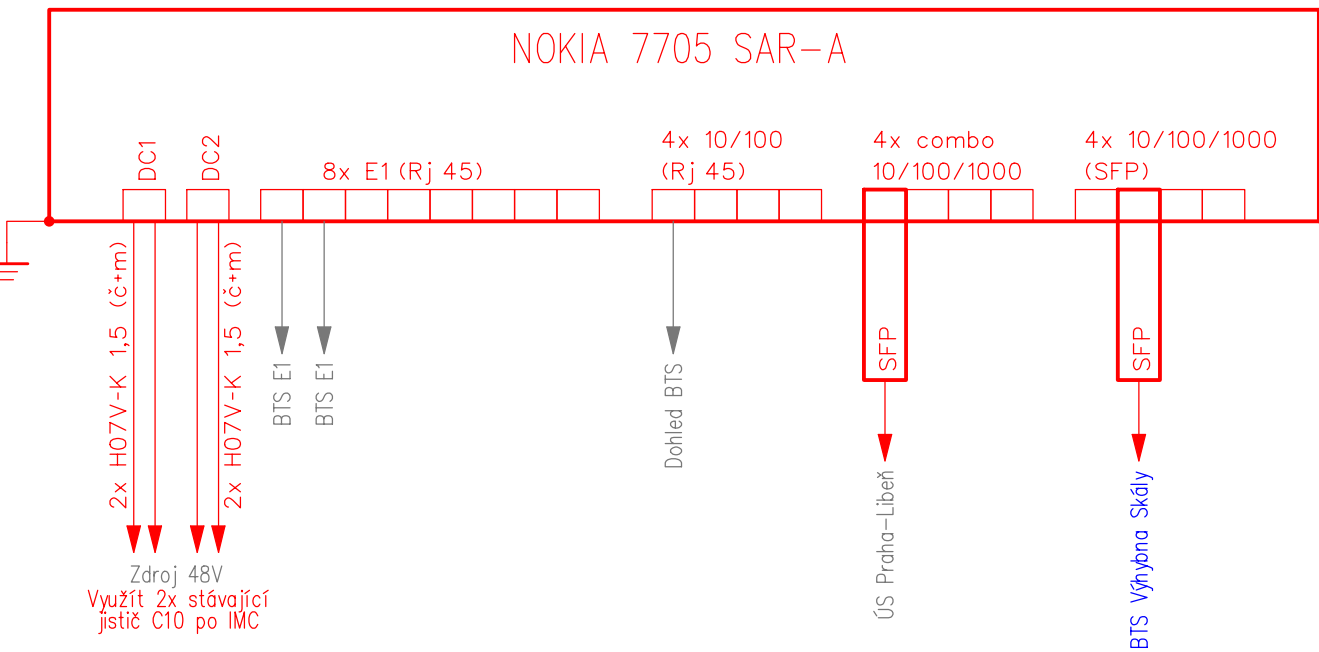 NOKIA 7705 SAR-A
DC1
DC2
8x E1 (Rj 45)
4x 10/100
(Rj 45)
4x combo
10/100/1000
4x 10/100/1000
(SFP)
2x H07V-K 1,5 (č+m)
2x H07V-K 1,5 (č+m)
BTS E1
BTS E1
Dohled BTS
SFP
SFP
ÚS Praha-Libeň
BTS Výhybna Skály
Zdroj 48V
Využít 2x stávající
jistič C10 po IMC